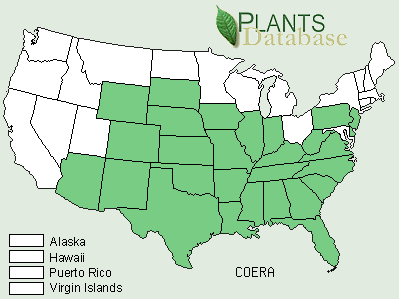 PLANTS
Database
Alaska
Hawaii
Puerto Rico
Virgin Islands
COERA